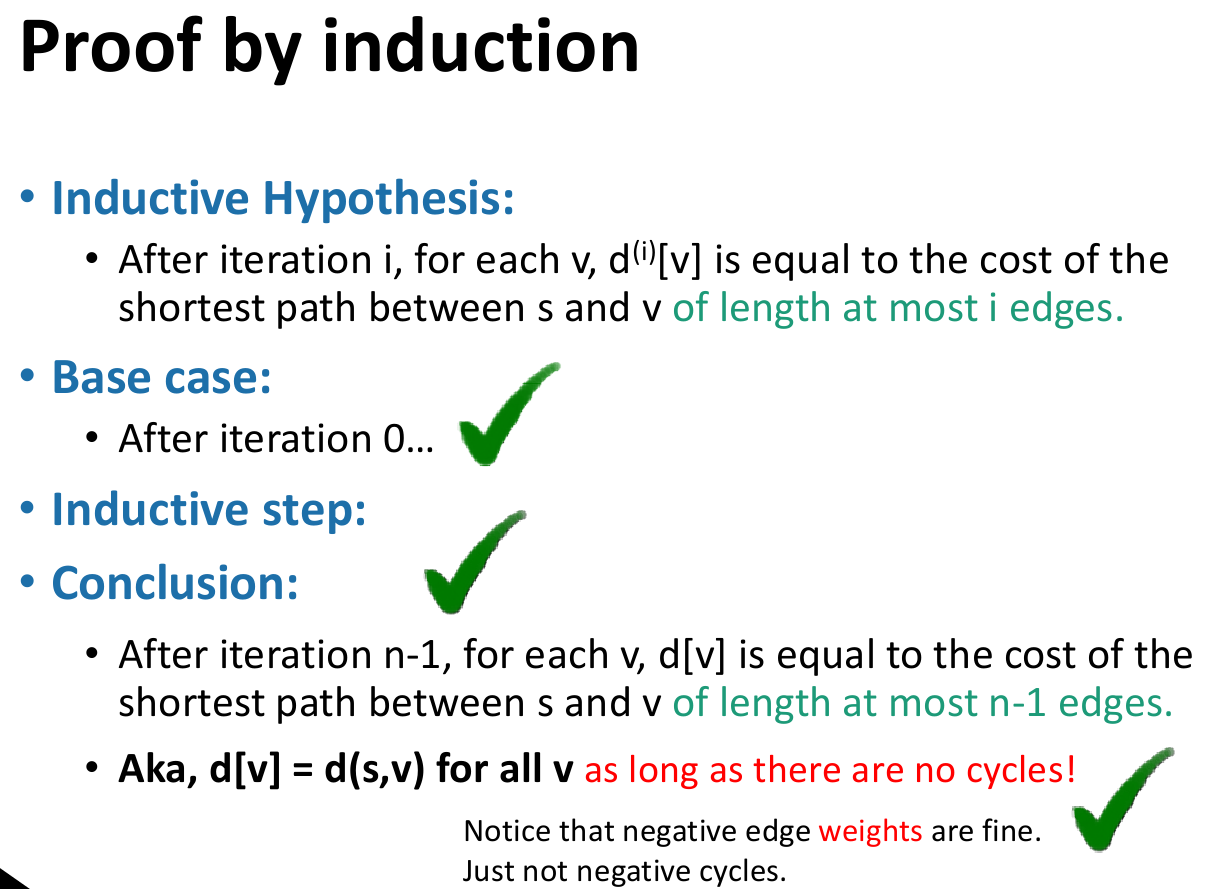 Proof by induction
• Inductive Hypothesis:
• After iteration i, for each v, d⁽ⁱ⁾[v] is equal to the cost of the
shortest path between s and v of length at most i edges.
• Base case:
• After iteration 0…
• Inductive step:
• Conclusion:
• After iteration n-1, for each v, d[v] is equal to the cost of the
shortest path between s and v of length at most n-1 edges.
• Aka, d[v] = d(s,v) for all v as long as there are no cycles!
Notice that negative edge weights are fine.
Just not negative cycles.